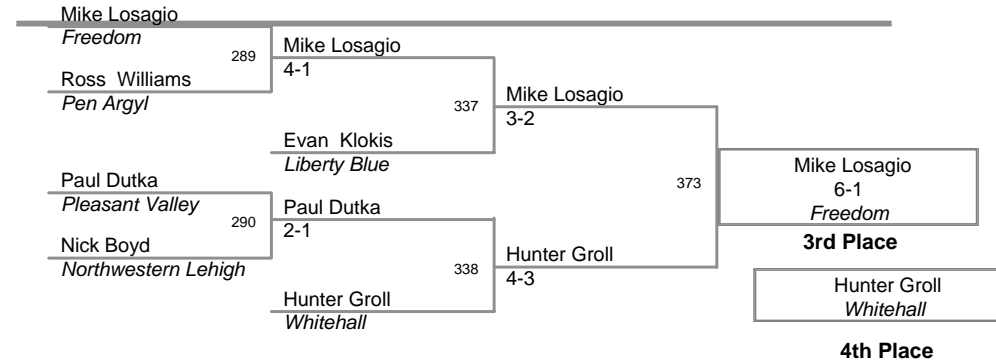 Mike Losagio
Freedom
289
Mike Losagio
4-1
Ross  Williams
Pen Argyl
337
Mike Losagio
3-2
Evan  Klokis
Liberty Blue
373
Mike Losagio
6-1
Freedom
3rd Place
Paul Dutka
Pleasant Valley
290
Paul Dutka
2-1
Nick Boyd
Northwestern Lehigh
338
Hunter Groll
4-3
Hunter Groll
Whitehall
Hunter Groll
Whitehall
4th Place